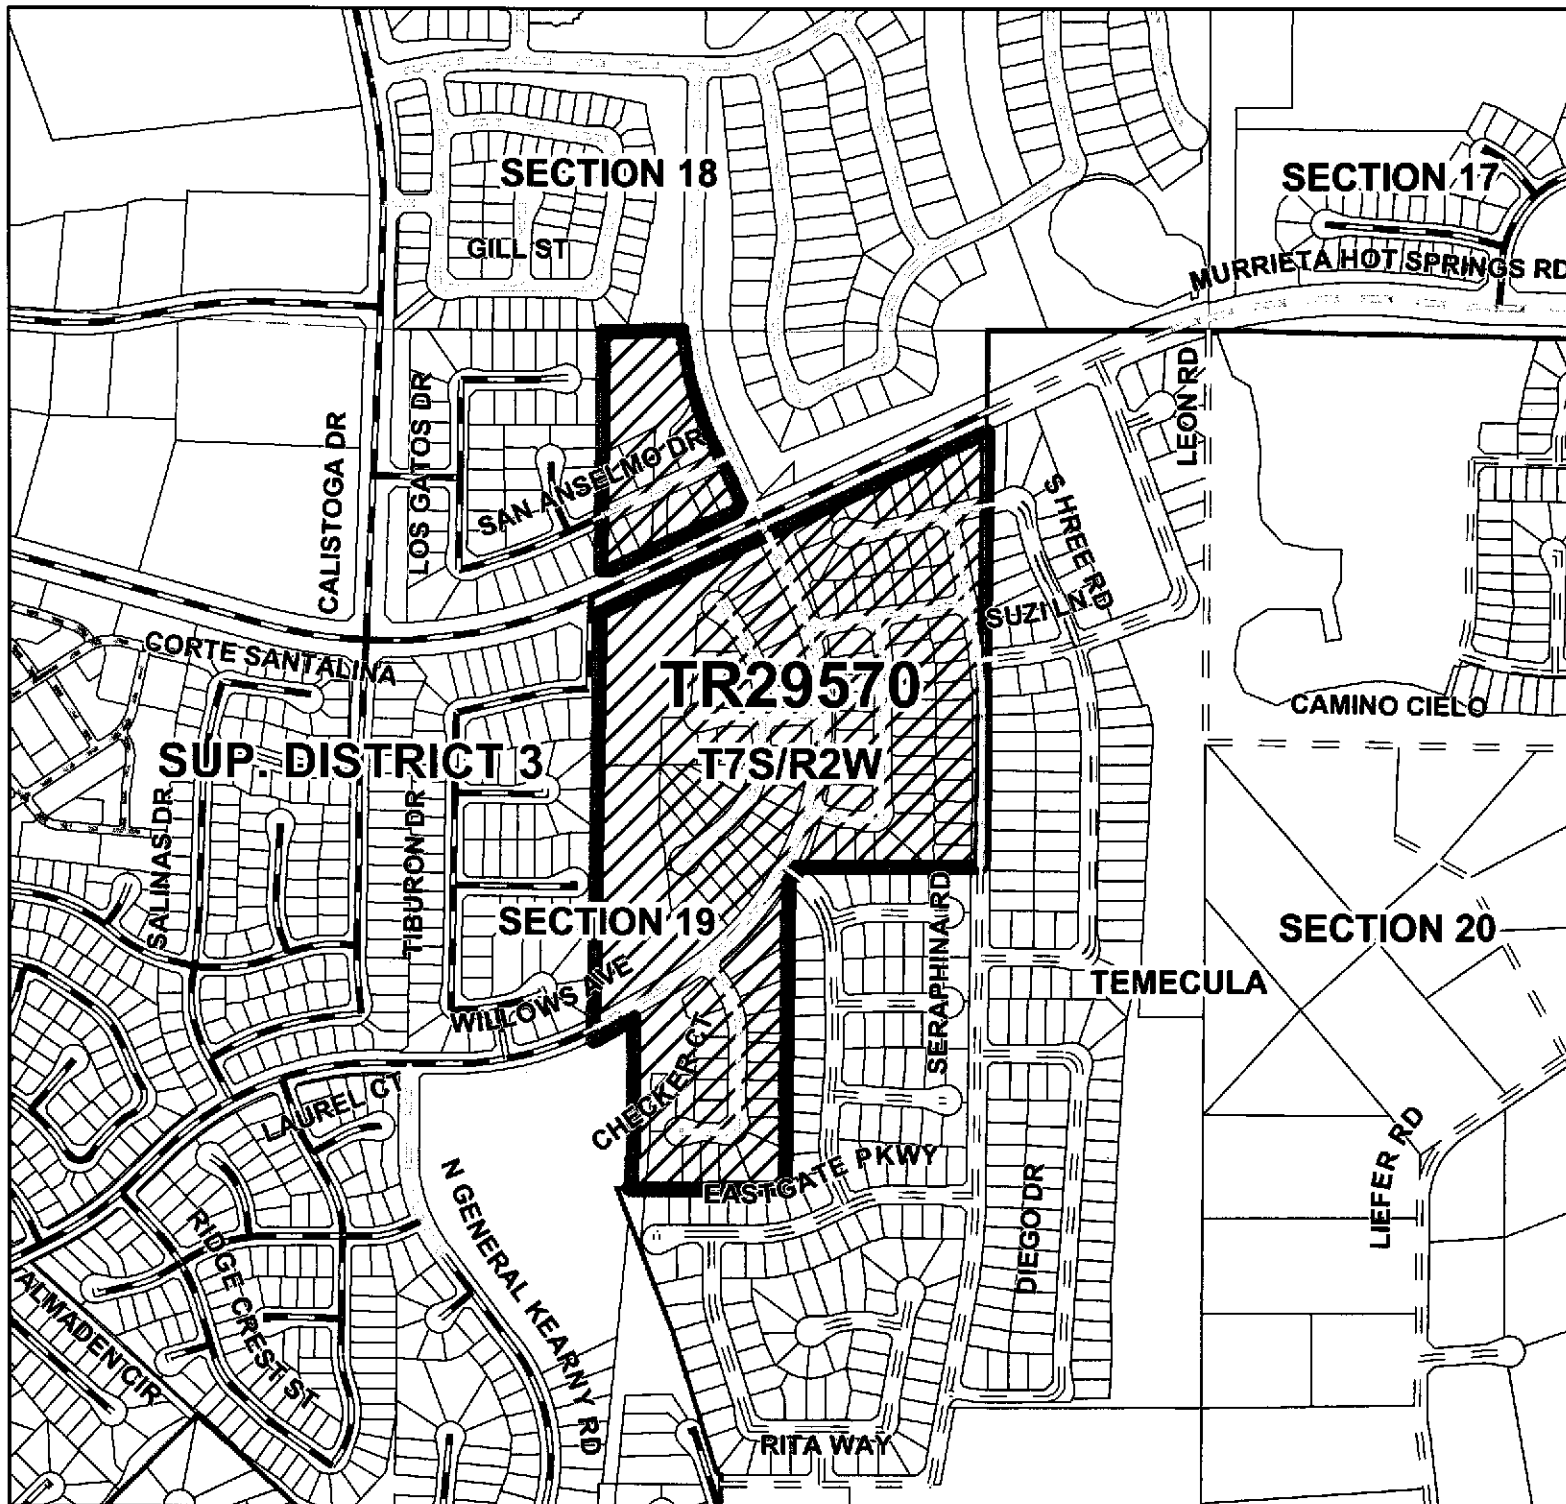 SECTION 18
SECTION 17
GILL ST
MURRIETA HOT SPRINGS RD
LEON RD
LOS GATOS DR
CALISTOGA DR
SAN ANSELMO DR
S HREE RD
SUZI LN
CORTE SANTALINA
TR29570
CAMINO CIELO
SUP. DISTRICT 3
T7S/R2W
SALINAS DR
TIBURON DR
SECTION 19
SERAPHINA RD
SECTION 20
TEMECULA
WILLOWS AVE
CHECKER CT
LAUREL CT
EASTGATE PKWY
LIEFER RD
N GENERAL KEARNY RD
DIEGO DR
RIDGE CREST ST
ALMADEN CIR
RITA WAY